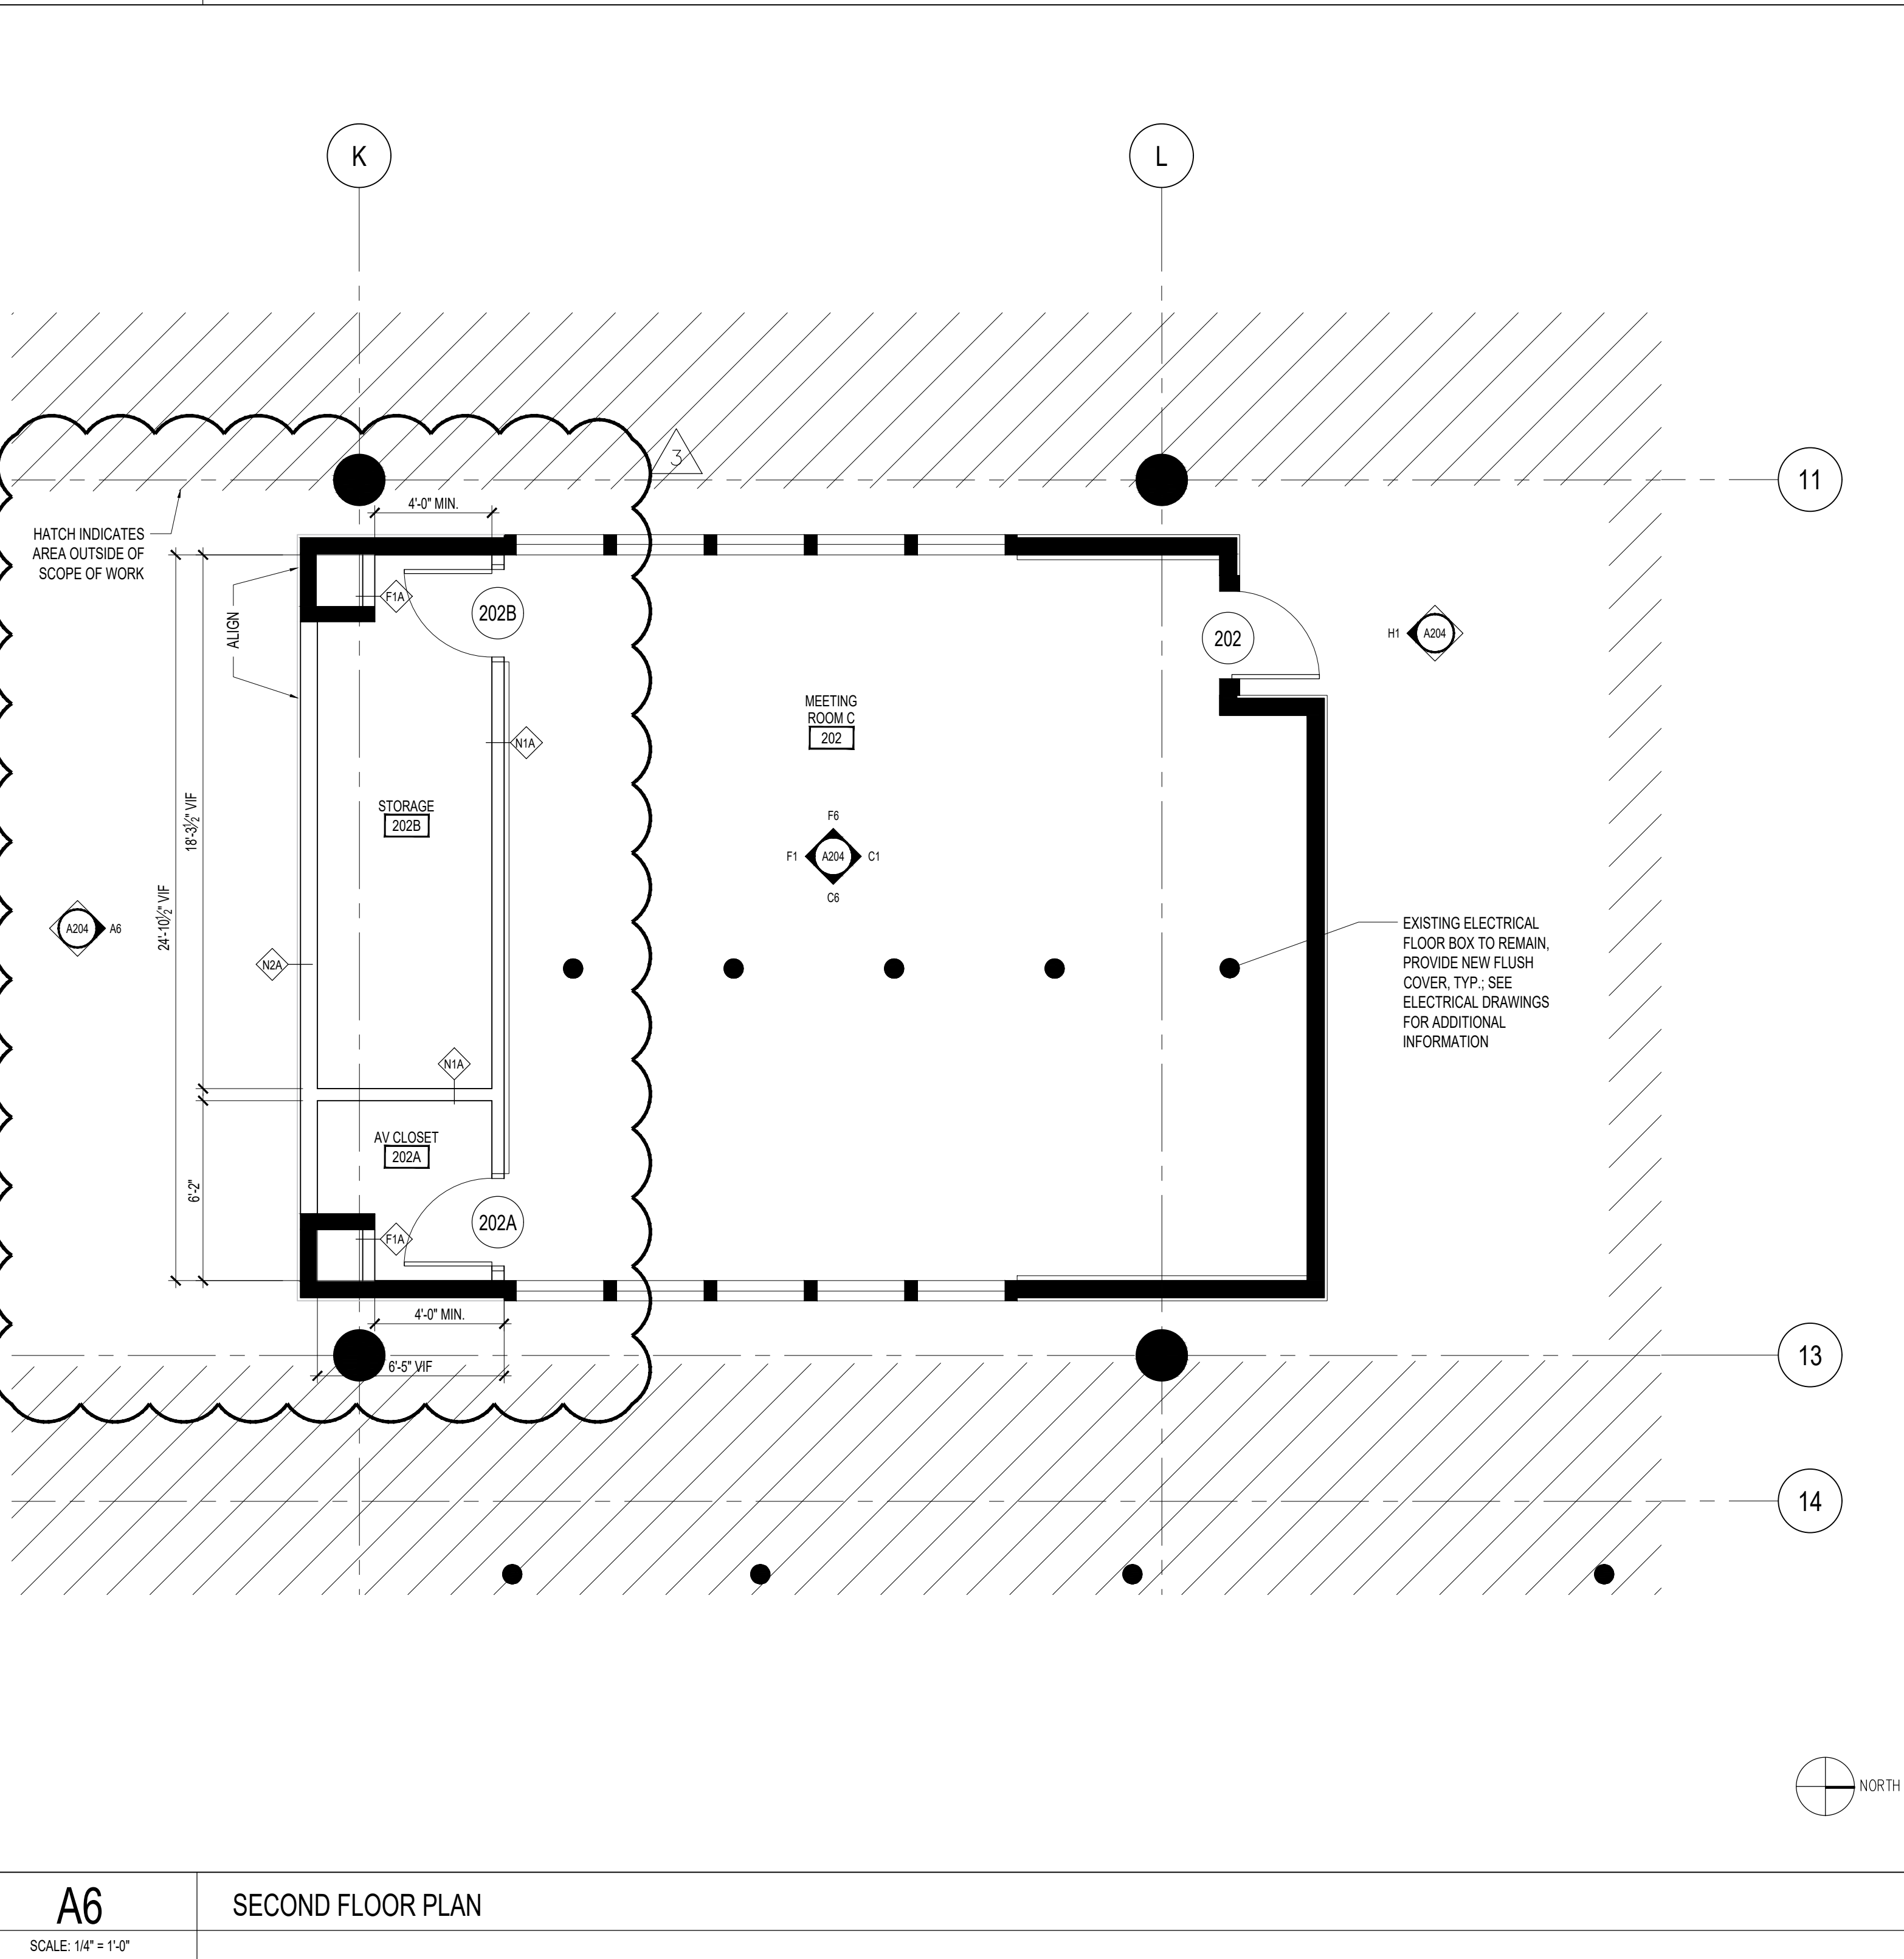 K
L
3
11
4'-0" MIN.
HATCH INDICATES
AREA OUTSIDE OF
SCOPE OF WORK
F1A
202B
ALIGN
202
H1
A204
MEETING
ROOM C
202
N1A
STORAGE
202B
18'-3½" VIF
F6
F1
A204
C1
C6
24'-10½" VIF
A204
A6
EXISTING ELECTRICAL
FLOOR BOX TO REMAIN,
PROVIDE NEW FLUSH
COVER, TYP.; SEE
ELECTRICAL DRAWINGS
FOR ADDITIONAL
INFORMATION
N2A
N1A
AV CLOSET
202A
6'-2"
202A
F1A
4'-0" MIN.
13
6'-5" VIF
14
NORTH
A6
SECOND FLOOR PLAN
SCALE: 1/4" = 1'-0"